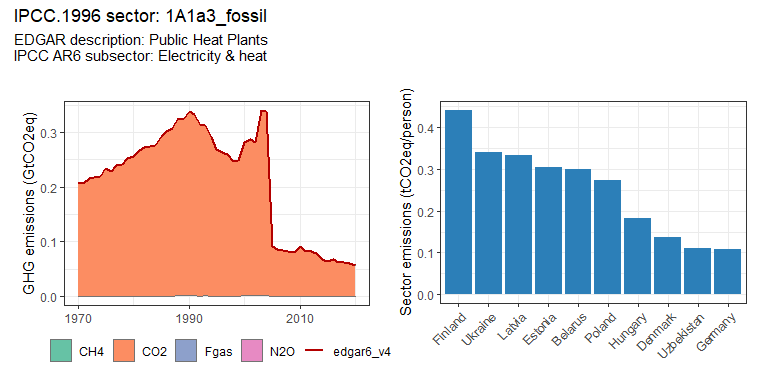 IPCC.1996 sector: 1A1a3_fossil
EDGAR description: Public Heat Plants
IPCC AR6 subsector: Electricity & heat
GHG emissions (GtCO2eq)
0.3
0.2
0.1
0.0
1970
1990
2010
CH4
CO2
Fgas
N2O
edgar6_v4
Sector emissions (tCO2eq/person)
0.4
0.3
0.2
0.1
0.0
Finland
Ukraine
Latvia
Estonia
Belarus
Poland
Hungary
Denmark
Uzbekistan
Germany